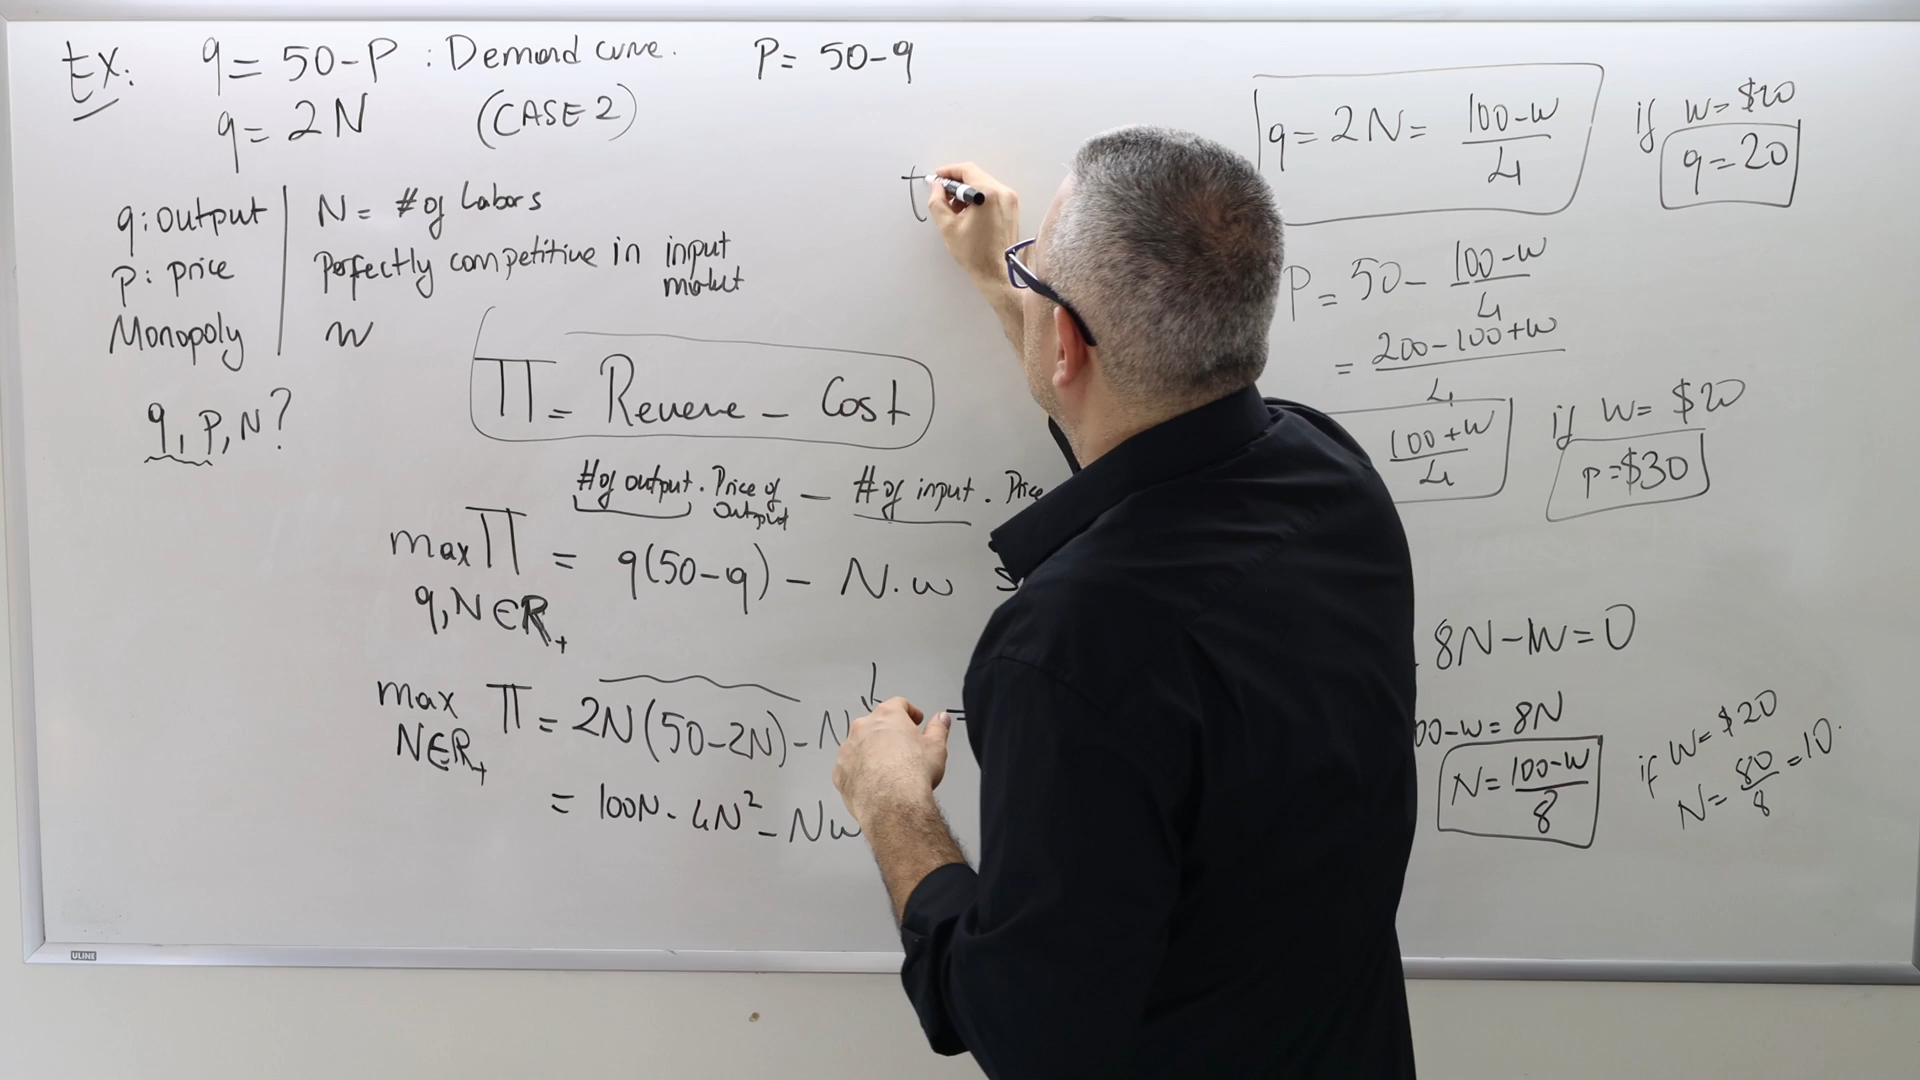 Ex: q = 50-P : Demand curve. P = 50-q
q = 2N (CASE 2)
q: output
P: price
Monopoly
q, P, N?
N = # of Labors
Perfectly competitive in input market
W
Π = Revenue - Cost
# of output . Price of output - # of input . Price
max Π = q(50-q) - N.w
q, N ∈ R+
max Π = 2N(50-2N) - N
N ∈ R+
= 100N - 4N² - Nw
q = 2N = (100-w)/4
if w = $20
q = 20
P = 50 - (100-w)/4
= (200-100+w)/4
(100+w)/4
if w = $20
P = $30
8N - W = 0
00-w = 8N
N = (100-w)/8
if w = $20
N = 80/8 = 10.
ULINE